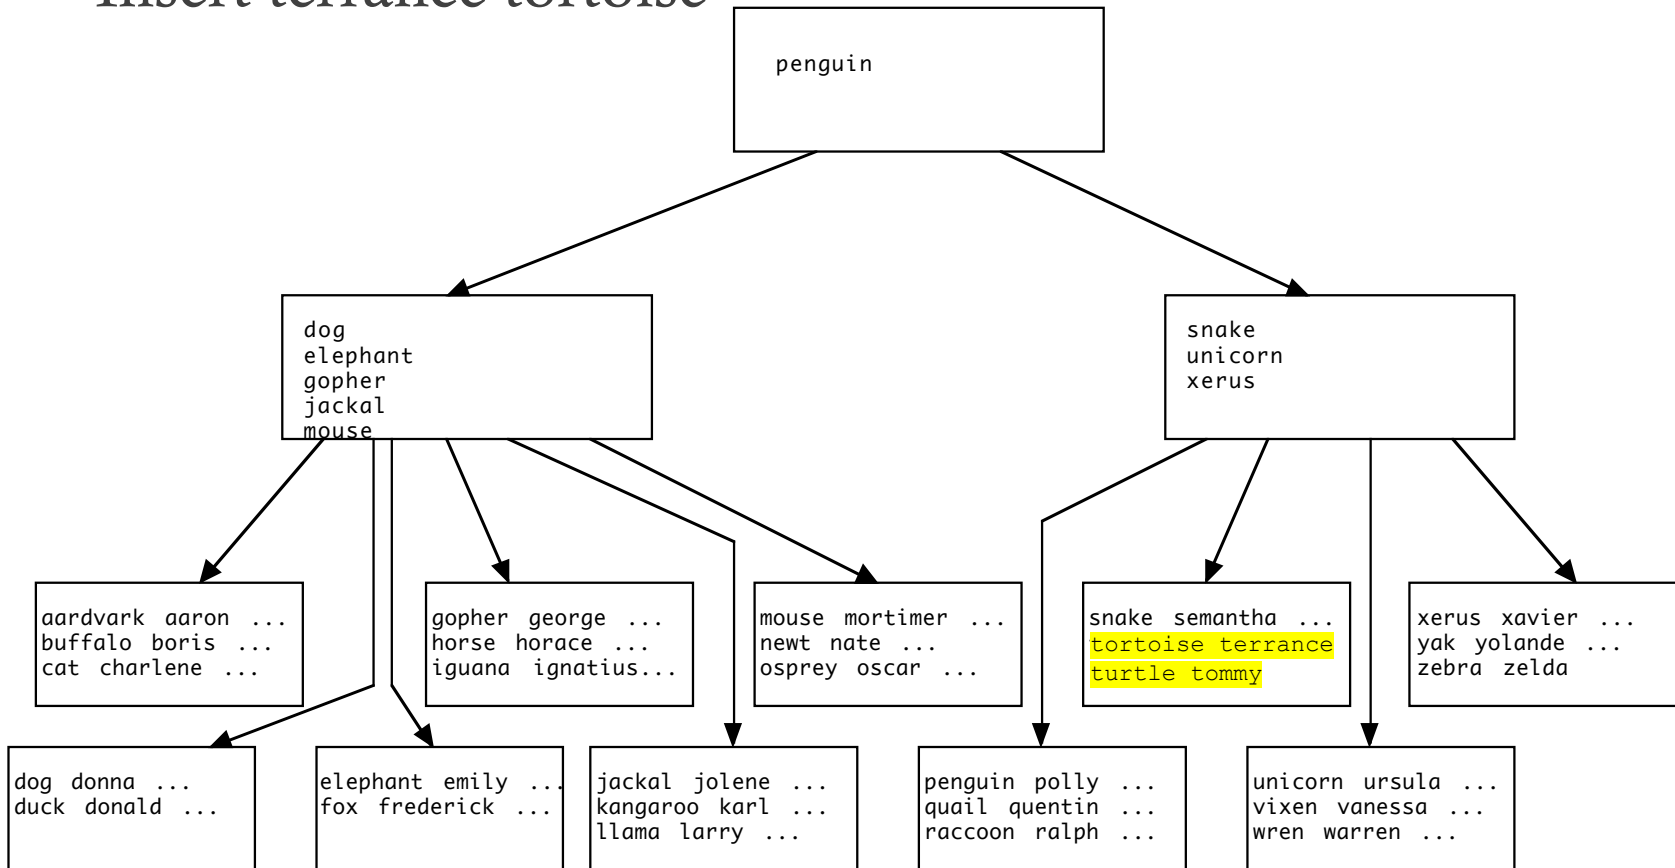 Insert terrance tortoise
penguin
dog
elephant
gopher
jackal
mouse
snake
unicorn
xerus
aardvark aaron ...
buffalo boris ...
cat charlene ...
gopher george ...
horse horace ...
iguana ignatius...
mouse mortimer ...
newt nate ...
osprey oscar ...
snake semantha ...
tortoise terrance
turtle tommy
xerus xavier ...
yak yolande ...
zebra zelda
dog donna ...
duck donald ...
elephant emily ...
fox frederick ...
jackal jolene ...
kangaroo karl ...
llama larry ...
penguin polly ...
quail quentin ...
raccoon ralph ...
unicorn ursula ...
vixen vanessa ...
wren warren ...